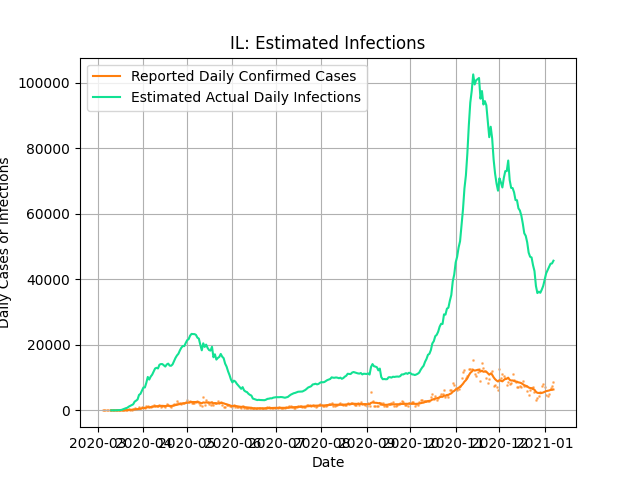 IL: Estimated Infections
Reported Daily Confirmed Cases
Estimated Actual Daily Infections
100000
80000
60000
40000
20000
0
Daily Cases or Infections
2020-03 2020-04 2020-05 2020-06 2020-07 2020-08 2020-09 2020-10 2020-11 2020-12 2021-01
Date